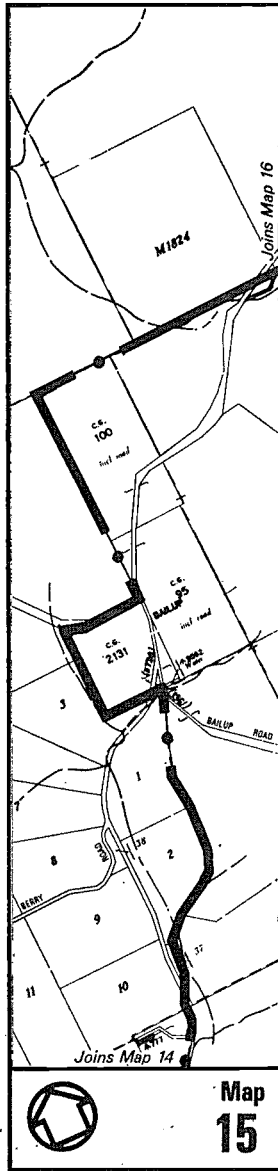 Joins Map 16
M1824
C.G.
100
incl road
C.G.
95
BAILUP
incl road
C.G.
2131
3
BAILUP ROAD
1
7
2
8
38
BERRY ROAD
9
37
11
10
Joins Map 14
Map
15